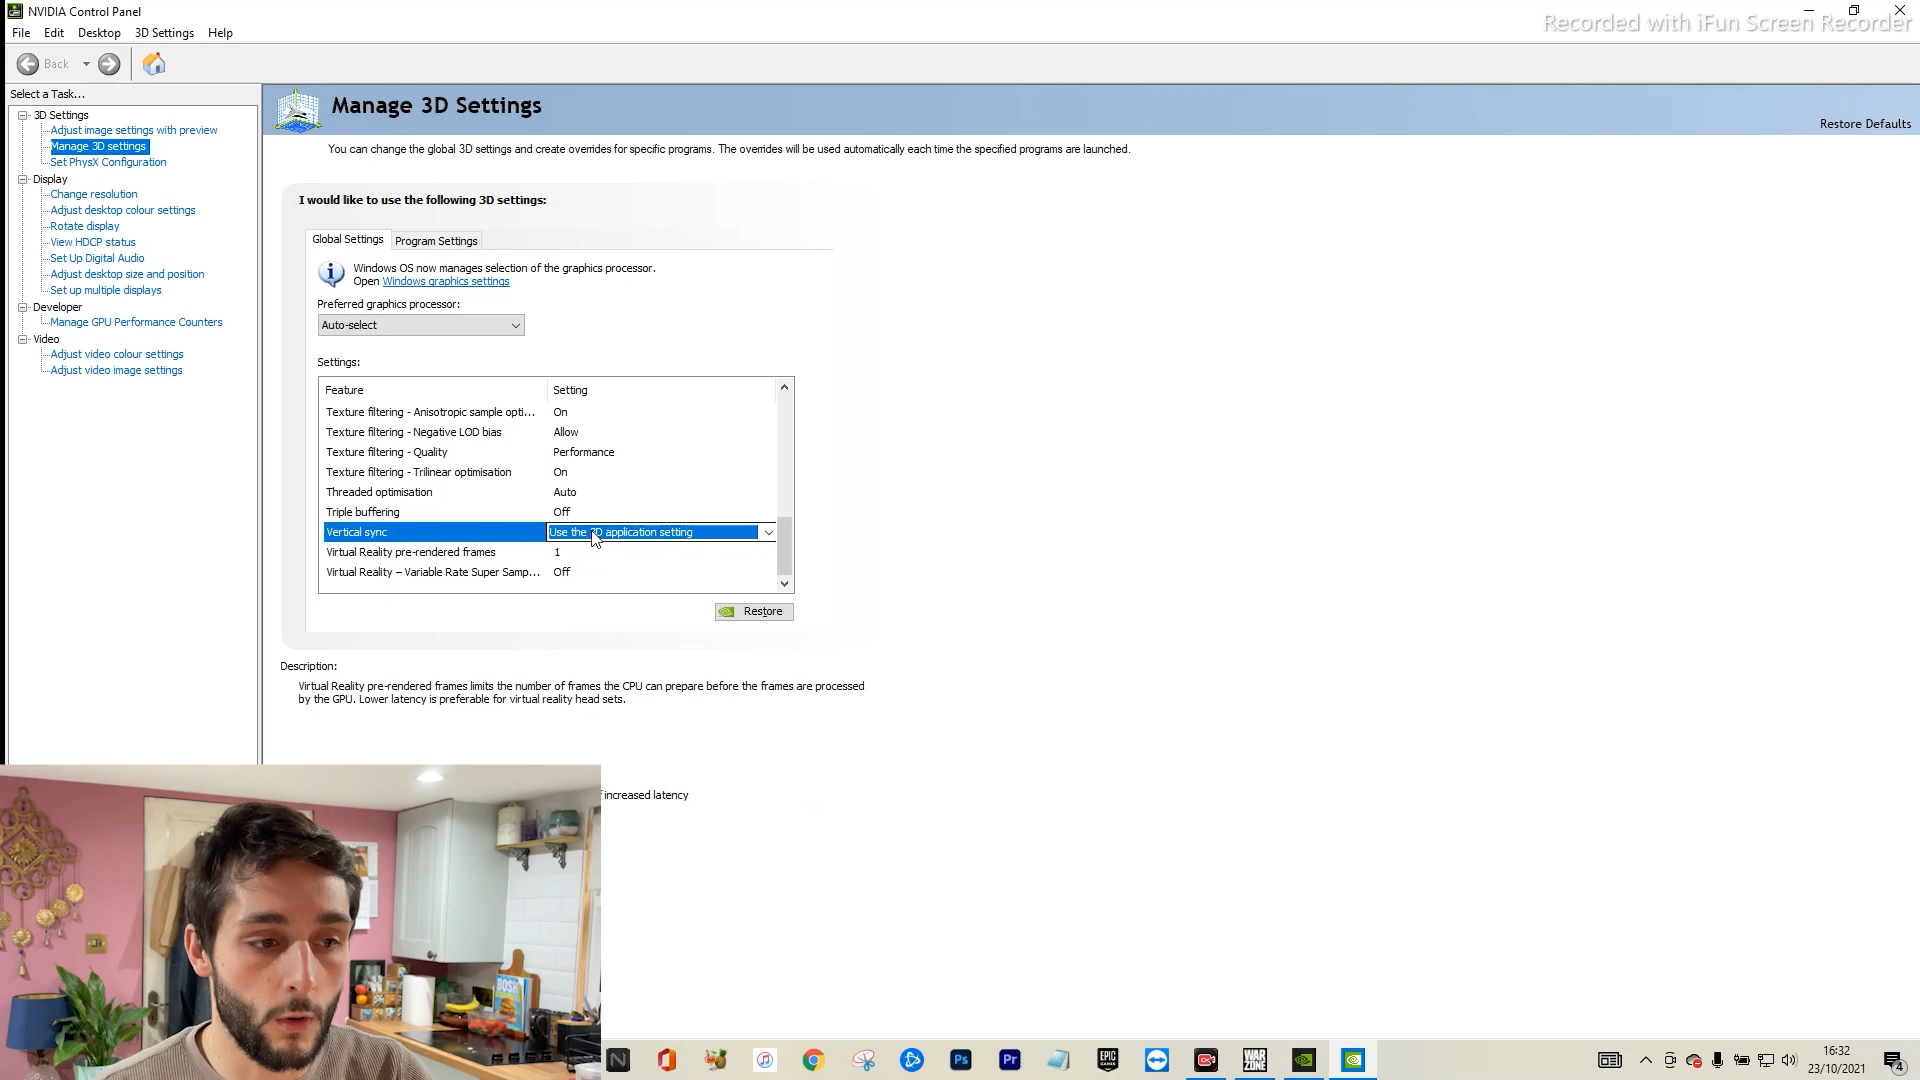 NVIDIA Control Panel
Recorded with iFun Screen Recorder
File Edit Desktop 3D Settings Help
Back
Select a Task...
3D Settings
Adjust image settings with preview
Manage 3D settings
Set PhysX Configuration
Display
Change resolution
Adjust desktop colour settings
Rotate display
View HDCP status
Set Up Digital Audio
Adjust desktop size and position
Set up multiple displays
Developer
Manage GPU Performance Counters
Video
Adjust video colour settings
Adjust video image settings
Manage 3D Settings
Restore Defaults
You can change the global 3D settings and create overrides for specific programs. The overrides will be used automatically each time the specified programs are launched.
I would like to use the following 3D settings:
Global Settings Program Settings
Windows OS now manages selection of the graphics processor.
Open Windows graphics settings
Preferred graphics processor:
Auto-select
Settings:
Feature Setting
Texture filtering - Anisotropic sample opti... On
Texture filtering - Negative LOD bias Allow
Texture filtering - Quality Performance
Texture filtering - Trilinear optimisation On
Threaded optimisation Auto
Triple buffering Off
Vertical sync Use the 3D application setting
Virtual Reality pre-rendered frames 1
Virtual Reality – Variable Rate Super Samp... Off
Restore
Description:
Virtual Reality pre-rendered frames limits the number of frames the CPU can prepare before the frames are processed
by the GPU. Lower latency is preferable for virtual reality head sets.
increased latency
BOSH
N
Ps
Pr
EPIC
GAMES
WAR
ZONE
16:32
23/10/2021
4